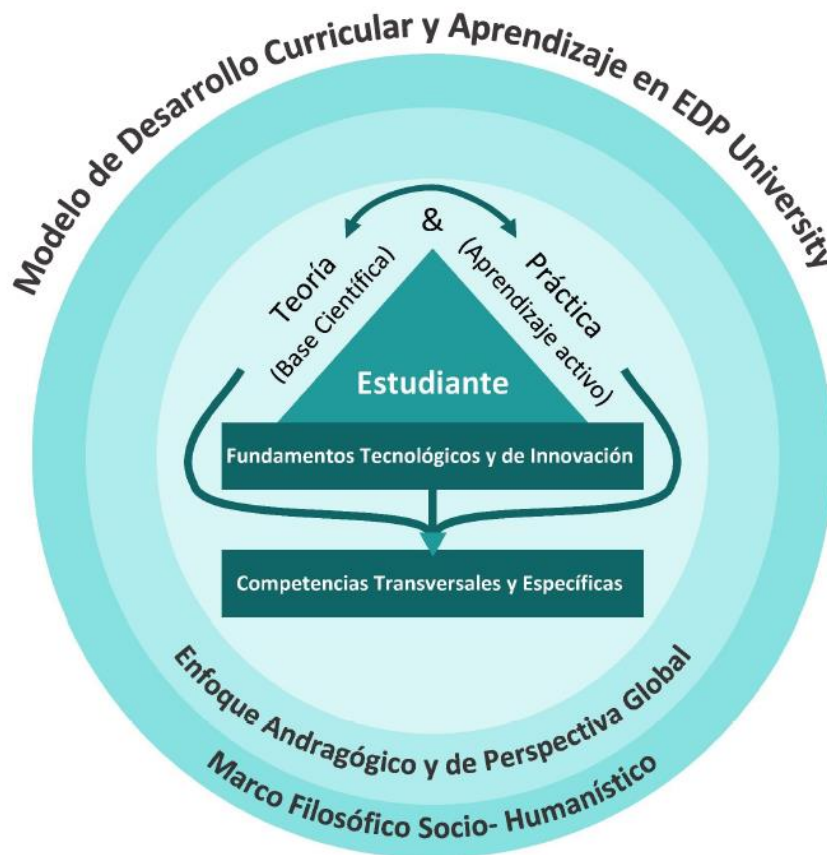 Modelo de Desarrollo Curricular y Aprendizaje en EDP University
&
Teoría
(Base Científica)
Práctica
(Aprendizaje activo)
Estudiante
Fundamentos Tecnológicos y de Innovación
Competencias Transversales y Específicas
Enfoque Andragógico y de Perspectiva Global
Marco Filosófico Socio- Humanístico